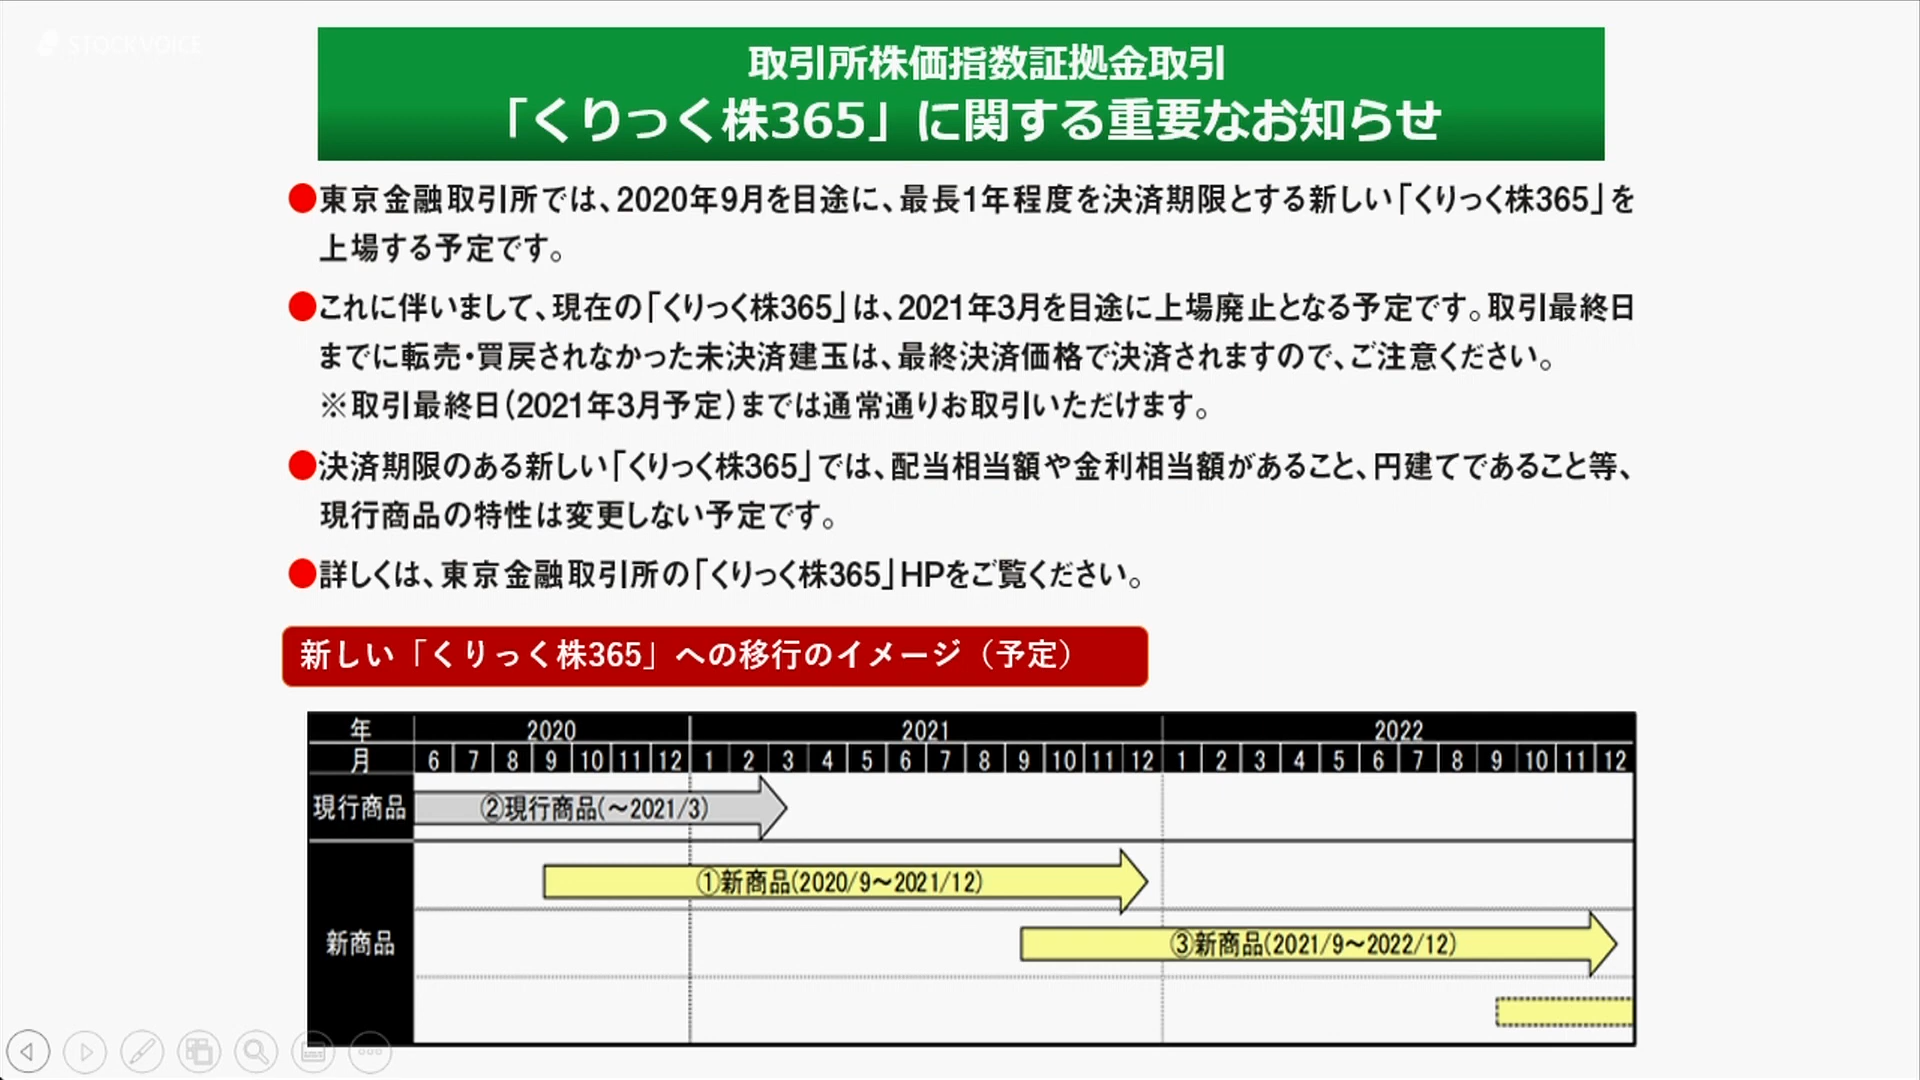 STOCKVOICE
取引所株価指数証拠金取引
「くりっく株365」に関する重要なお知らせ
●東京金融取引所では、2020年9月を目途に、最長1年程度を決済期限とする新しい「くりっく株365」を
上場する予定です。
●これに伴いまして、現在の「くりっく株365」は、2021年3月を目途に上場廃止となる予定です。取引最終日
までに転売・買戻されなかった未決済建玉は、最終決済価格で決済されますので、ご注意ください。
※取引最終日(2021年3月予定)までは通常通りお取引いただけます。
●決済期限のある新しい「くりっく株365」では、配当相当額や金利相当額があること、円建てであること等、
現行商品の特性は変更しない予定です。
●詳しくは、東京金融取引所の「くりっく株365」HPをご覧ください。
新しい「くりっく株365」への移行のイメージ（予定）
年 2020 2021 2022
月 6 7 8 9 10 11 12 1 2 3 4 5 6 7 8 9 10 11 12 1 2 3 4 5 6 7 8 9 10 11 12
現行商品 ②現行商品(～2021/3)
①新商品(2020/9～2021/12)
新商品 ③新商品(2021/9～2022/12)